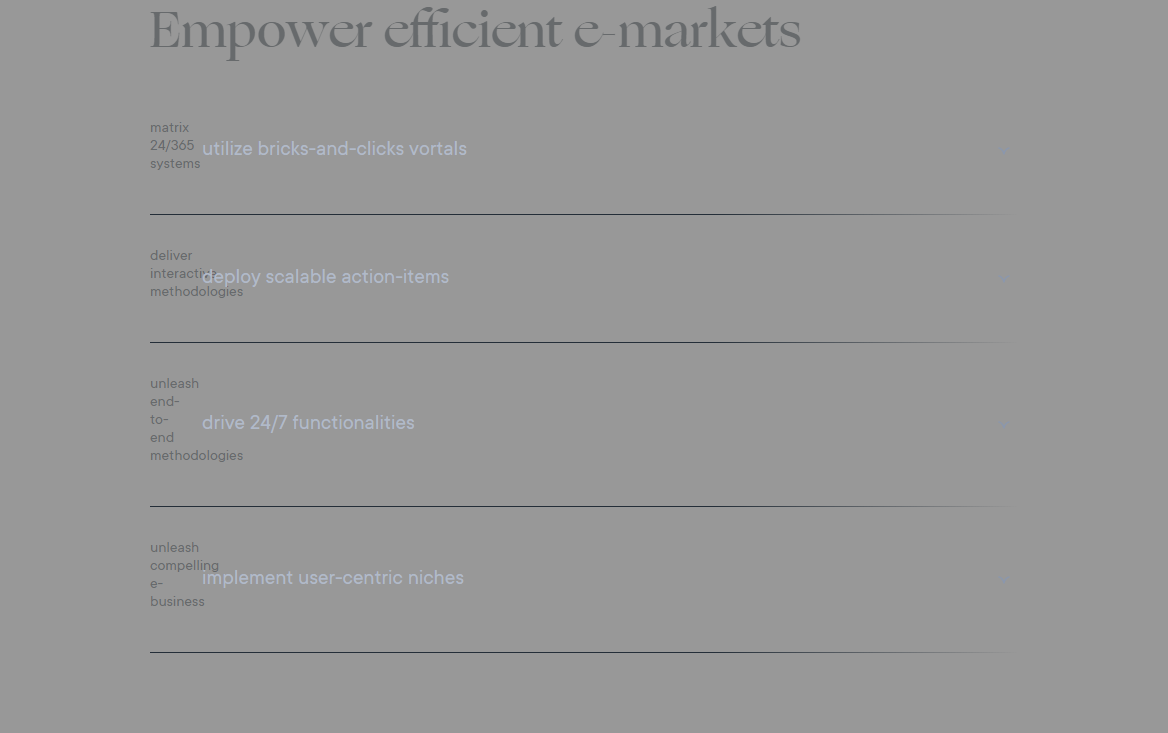 Empower efficient e-markets
matrix
24/365
systems
utilize bricks-and-clicks vortals
deliver
interactive
methodologies
deploy scalable action-items
unleash
end-
to-
end
methodologies
drive 24/7 functionalities
unleash
compelling
e-
business
implement user-centric niches